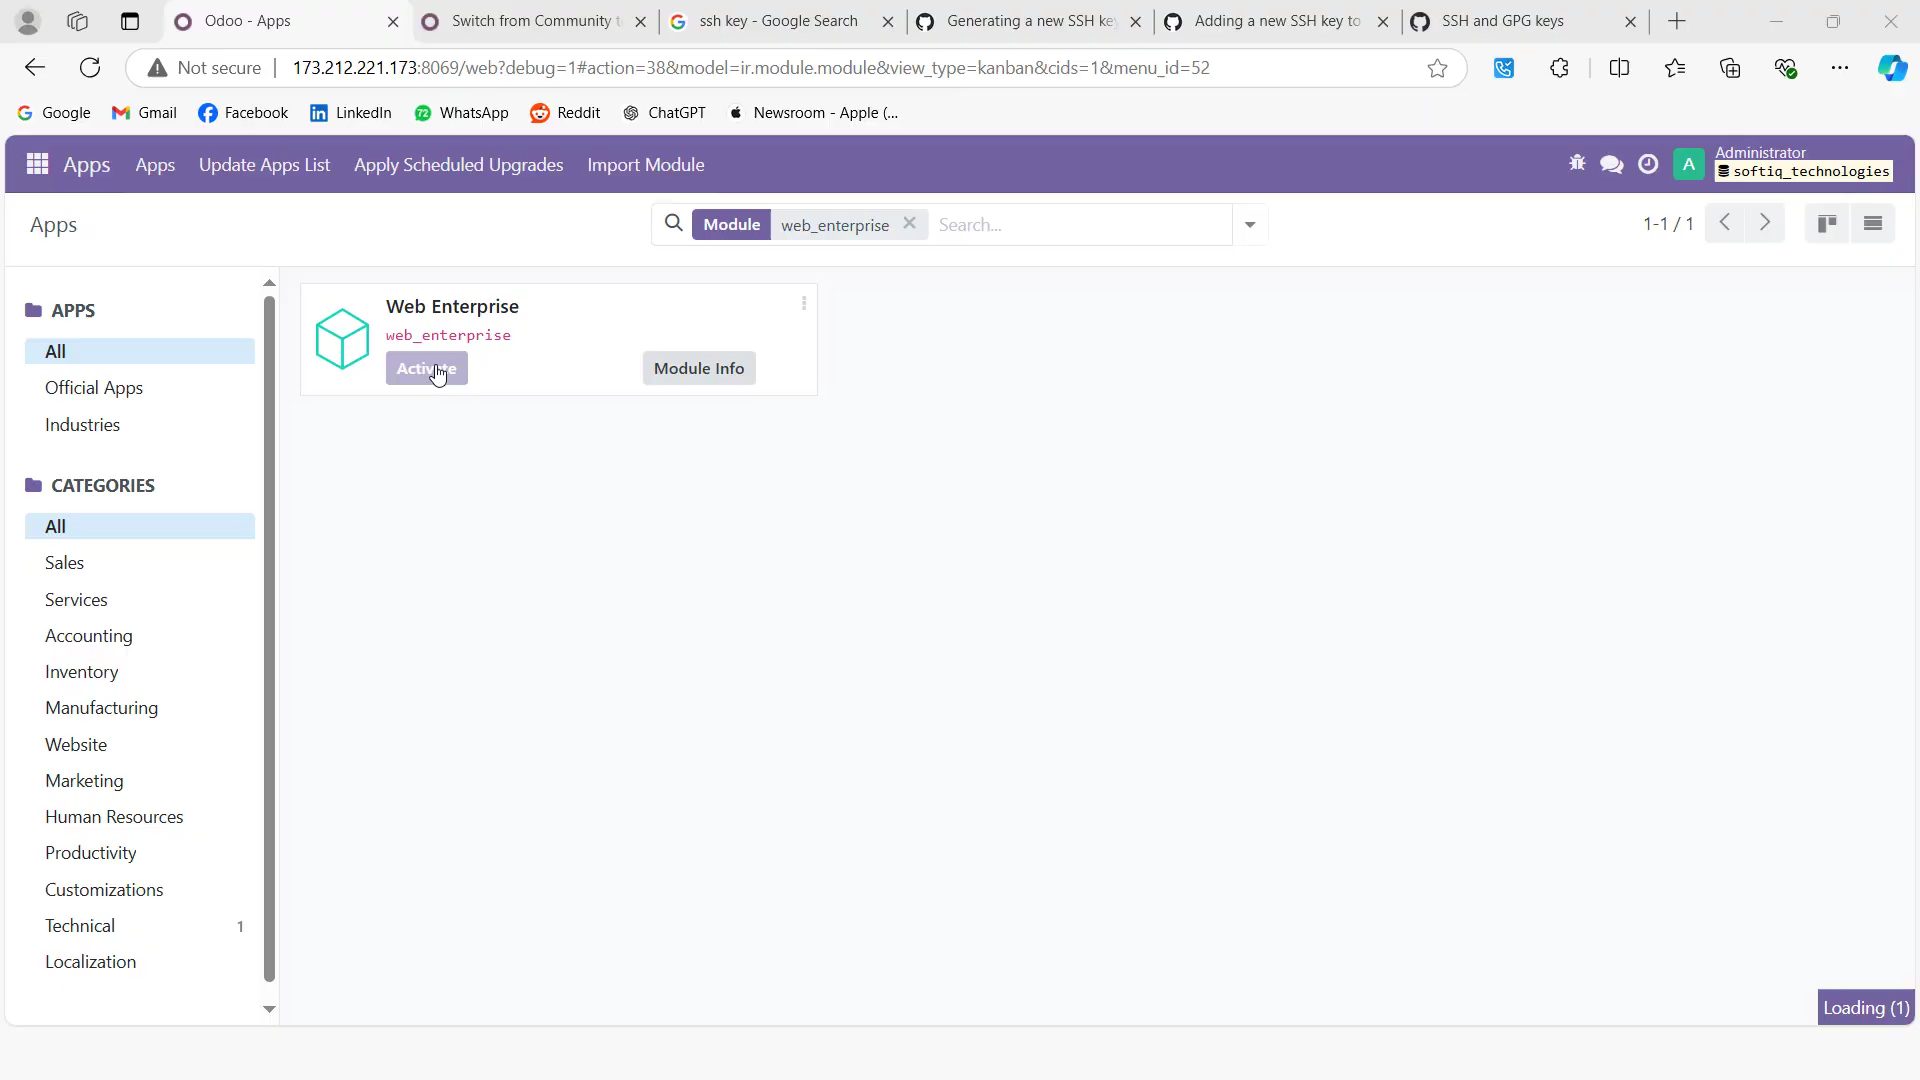 Odoo - Apps
Switch from Community t
ssh key - Google Search
Generating a new SSH ke
Adding a new SSH key to
SSH and GPG keys
Not secure
173.212.221.173:8069/web?debug=1#action=38&model=ir.module.module&view_type=kanban&cids=1&menu_id=52
Google
Gmail
Facebook
LinkedIn
72
WhatsApp
Reddit
ChatGPT
Newsroom - Apple (...
Apps
Apps
Update Apps List
Apply Scheduled Upgrades
Import Module
A
Administrator
softiq_technologies
Apps
Module
web_enterprise
Search...
1-1 / 1
APPS
All
Official Apps
Industries
CATEGORIES
All
Sales
Services
Accounting
Inventory
Manufacturing
Website
Marketing
Human Resources
Productivity
Customizations
Technical 1
Localization
Web Enterprise
web_enterprise
Activate
Module Info
Loading (1)